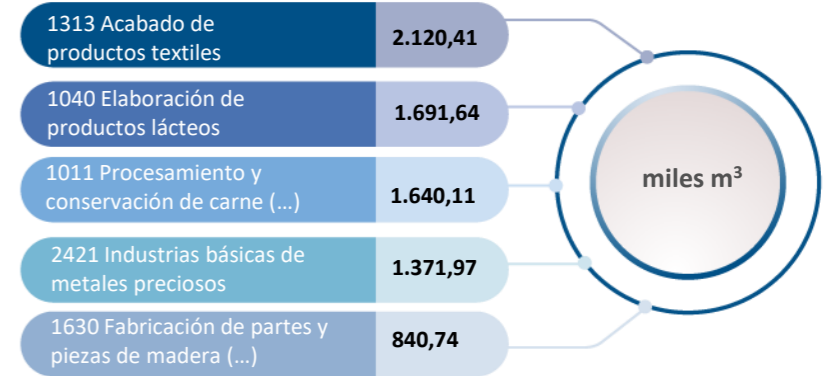 1313 Acabado de
productos textiles
2.120,41
1040 Elaboración de
productos lácteos
1.691,64
1011 Procesamiento y
conservación de carne (...)
1.640,11
2421 Industrias básicas de
metales preciosos
1.371,97
1630 Fabricación de partes y
piezas de madera (...)
840,74
miles m³